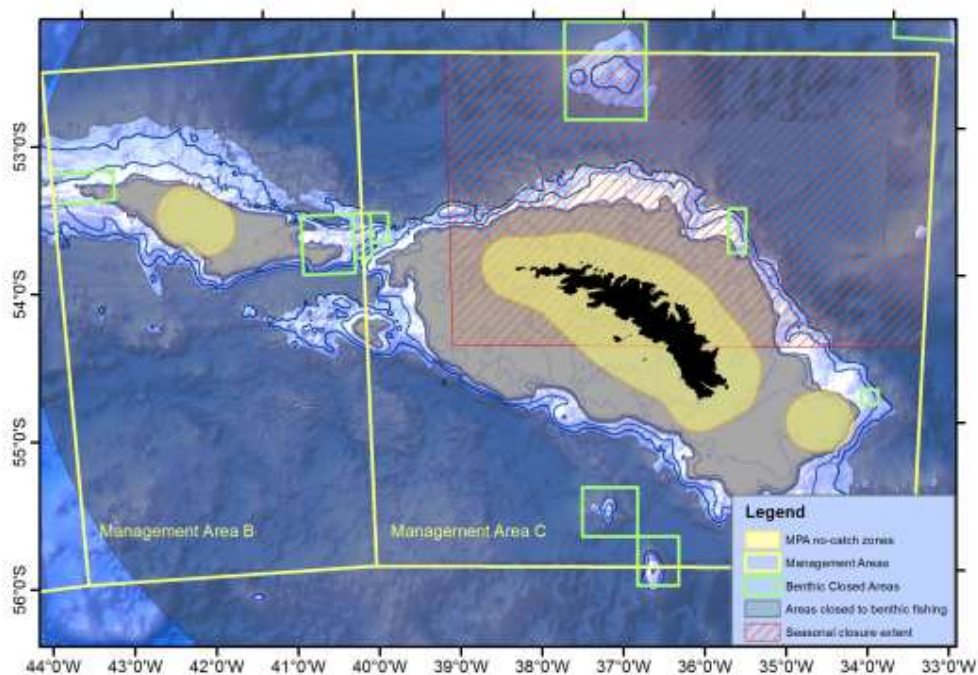 53°0'S
54°0'S
55°0'S
56°0'S
Management Area B
Management Area C
Legend
MPA no-catch zones
Management Areas
Benthic Closed Areas
Areas closed to benthic fishing
Seasonal closure extent
44°0'W 43°0'W 42°0'W 41°0'W 40°0'W 39°0'W 38°0'W 37°0'W 36°0'W 35°0'W 34°0'W 33°0'W